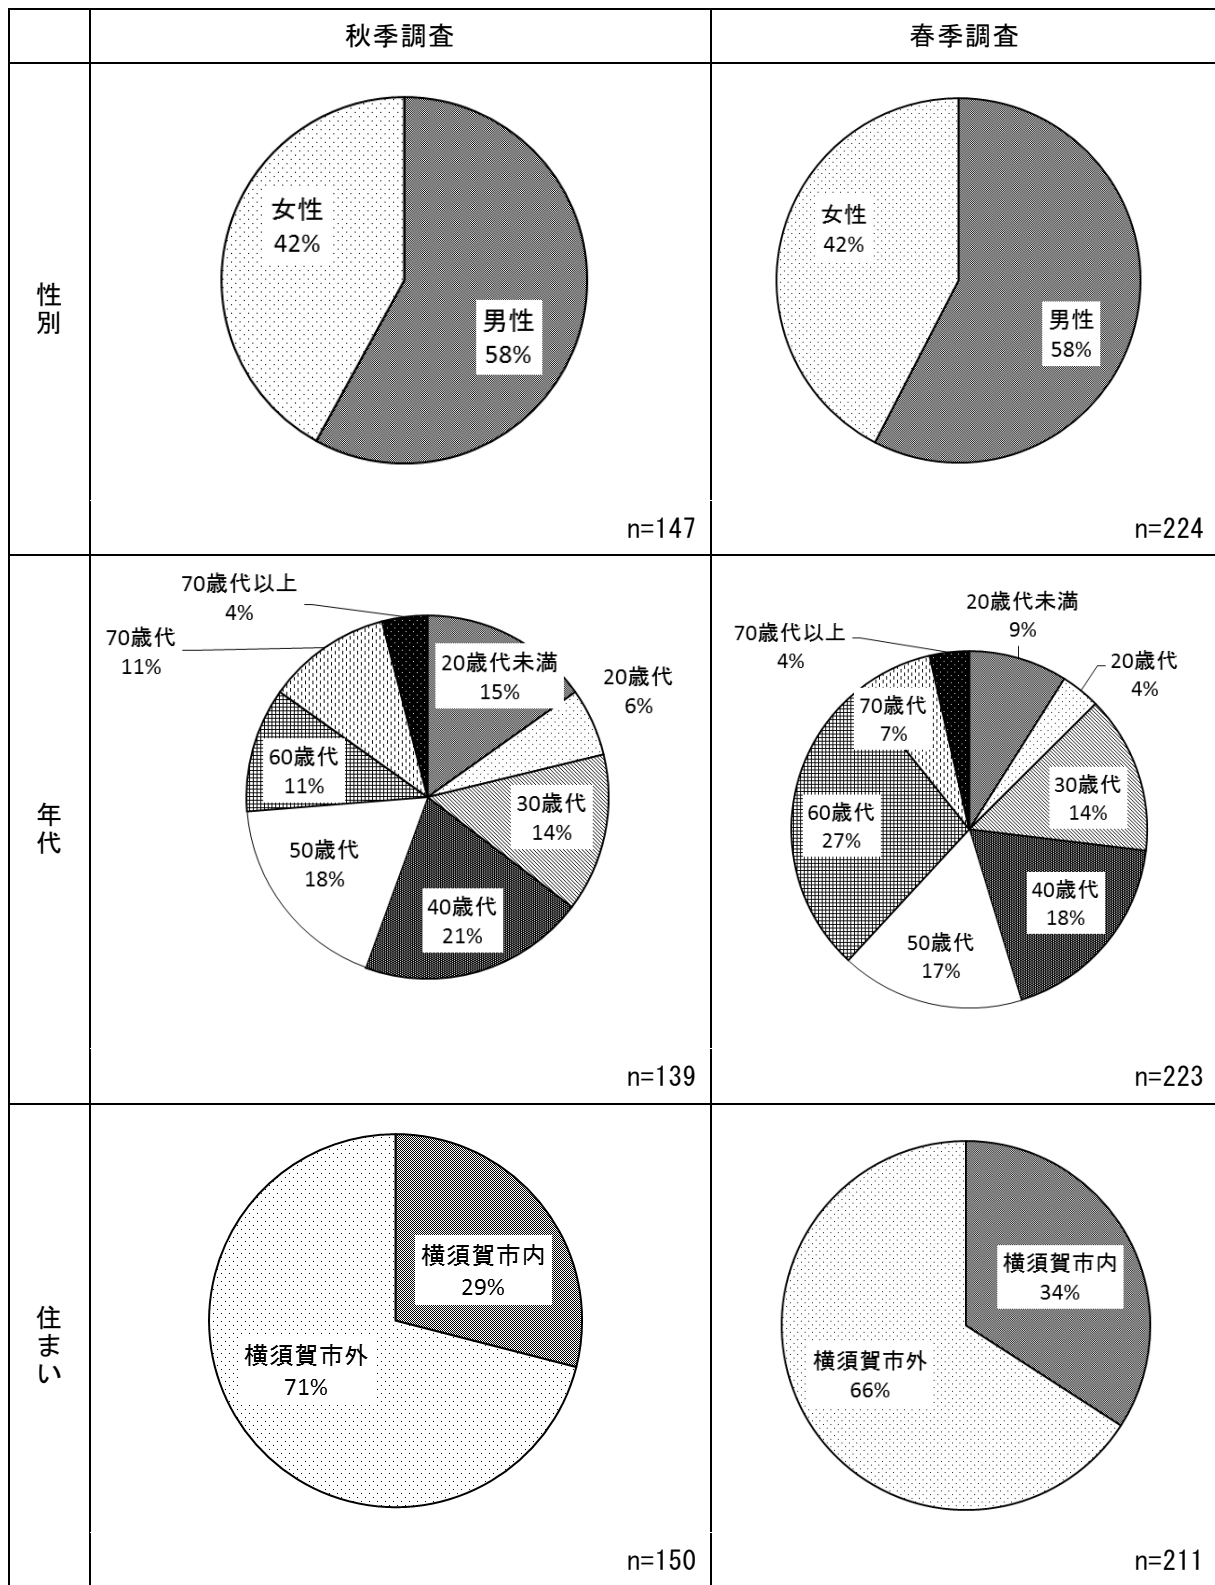 秋季調査
春季調査
性別
女性
42%
男性
58%
n=147
女性
42%
男性
58%
n=224
年代
70歳代以上
4%
70歳代
11%
20歳代未満
15%
20歳代
6%
60歳代
11%
30歳代
14%
50歳代
18%
40歳代
21%
n=139
20歳代未満
9%
70歳代以上
4%
20歳代
4%
70歳代
7%
30歳代
14%
60歳代
27%
40歳代
18%
50歳代
17%
n=223
住まい
横須賀市内
29%
横須賀市外
71%
n=150
横須賀市内
34%
横須賀市外
66%
n=211